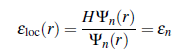 ε_loc(r) = HΨ_n(r) / Ψ_n(r) = ε_n